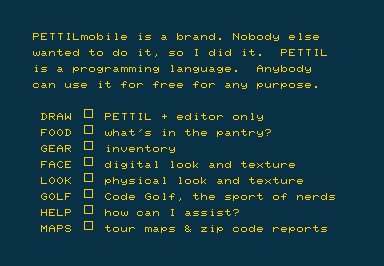 PETTILmobile is a brand. Nobody else
wanted to do it, so I did it.  PETTIL
is a programming language.  Anybody
can use it for free for any purpose.
DRAW □ PETTIL + editor only
FOOD □ what's in the pantry?
GEAR □ inventory
FACE □ digital look and texture
LOOK □ physical look and texture
GOLF □ Code Golf, the sport of nerds
HELP □ how can I assist?
MAPS □ tour maps & zip code reports